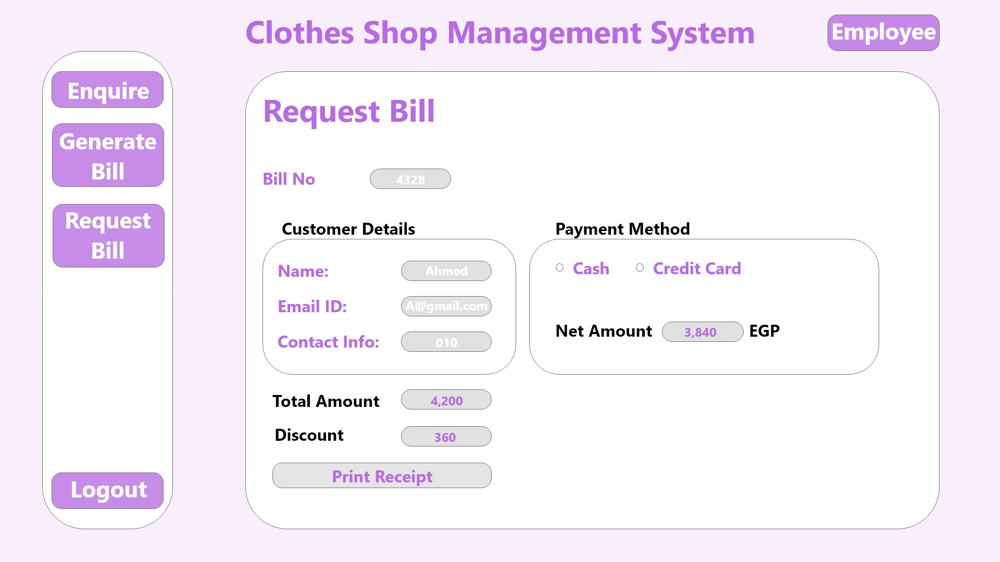 Clothes Shop Management System
Employee
Enquire
Generate
Bill
Request
Bill
Logout
Request Bill
Bill No 4328
Customer Details
Name: Ahmed
Email ID: A@gmail.com
Contact Info: 010
Payment Method
Cash Credit Card
Net Amount 3,840 EGP
Total Amount 4,200
Discount 360
Print Receipt